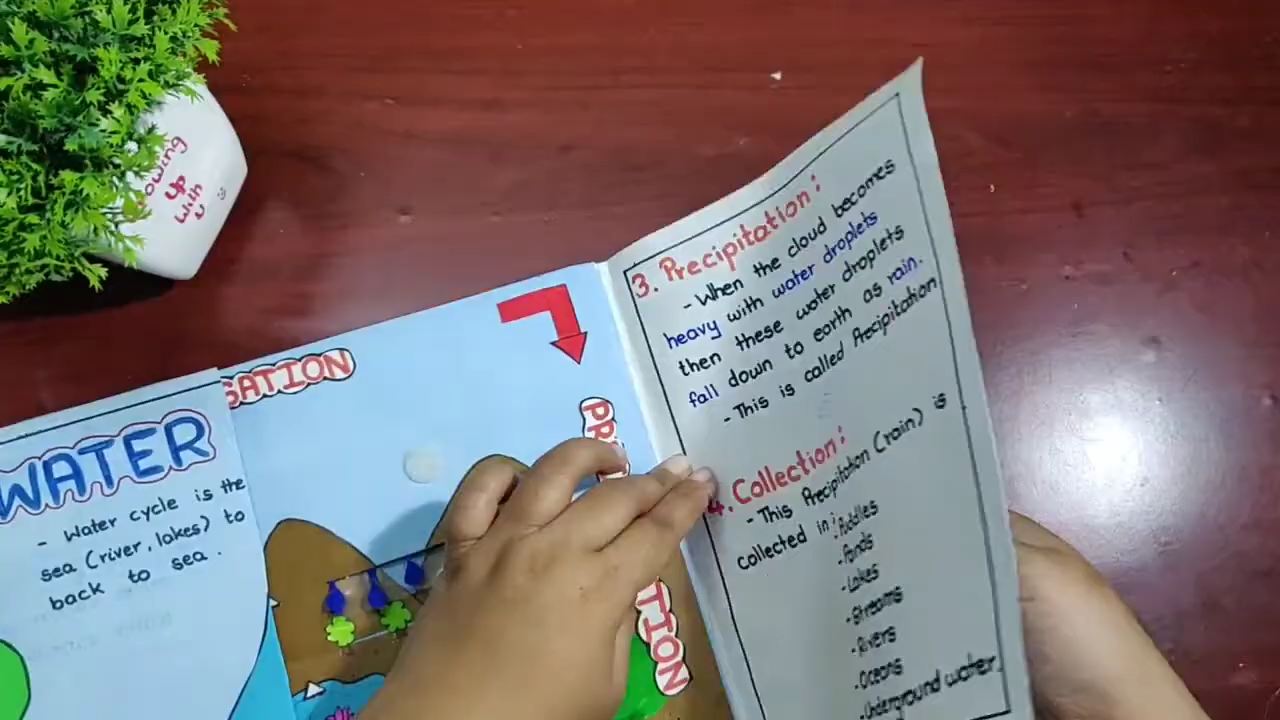 owing
up
with
u
SATION
WATER
- Water cycle is the
sea (river, lakes) to
back to sea.
PR
TION
3. Precipitation:
- When the cloud becomes
heavy with water droplets
then these water droplets
fall down to earth as rain.
- This is called Precipitation
4. Collection:
- This Precipitation (rain) is
collected in: Puddles
- Ponds
- Lakes
- Streams
- Rivers
- Oceans
- Underground water.